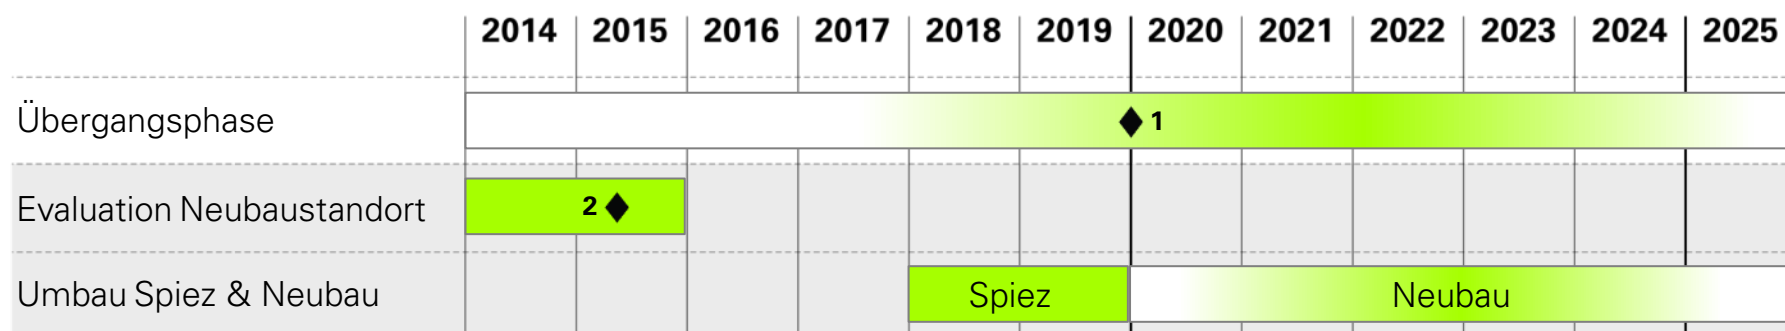 2014 2015 2016 2017 2018 2019 2020 2021 2022 2023 2024 2025
Übergangsphase 1
Evaluation Neubaustandort 2
Umbau Spiez & Neubau Spiez Neubau